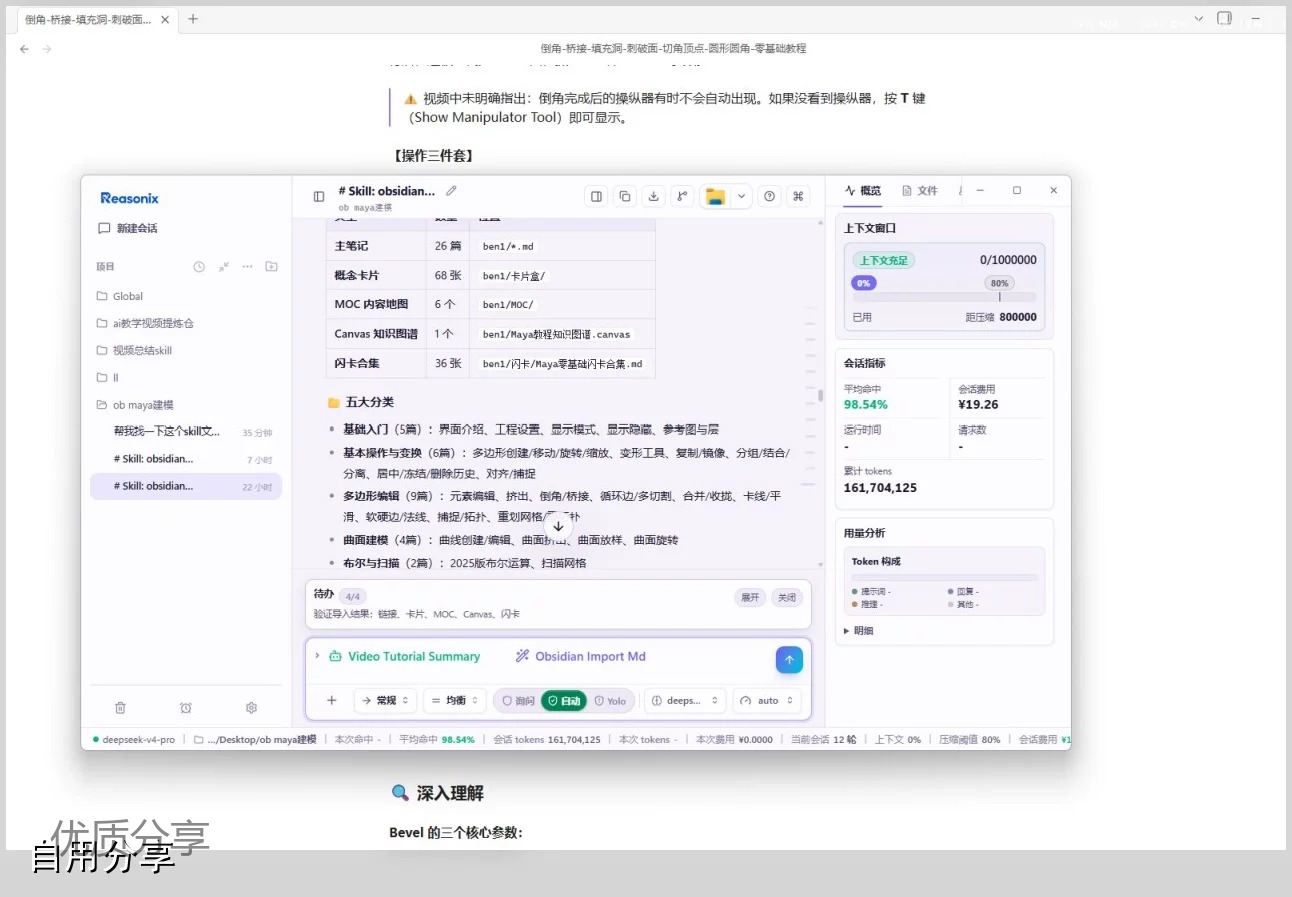 倒角-桥接-填充洞-刺破面...
倒角-桥接-填充洞-刺破面-切角顶点-圆形圆角-零基础教程
⚠️ 视频中未明确指出：倒角完成后的操纵器有时不会自动出现。如果没看到操纵器，按 T 键
（Show Manipulator Tool）即可显示。
【操作三件套】
Reasonix
新建会话
项目
Global
ai教学视频提炼仓
视频总结skill
ll
ob maya建模
帮我找一下这个skill文... 35 分钟
# Skill: obsidian... 7 小时
# Skill: obsidian... 22 小时
# Skill: obsidian...
ob maya建模
主笔记 26 篇 ben1/*.md
概念卡片 68 张 ben1/卡片盒/
MOC 内容地图 6 个 ben1/MOC/
Canvas 知识图谱 1 个 ben1/Maya教程知识图谱.canvas
闪卡合集 36 张 ben1/闪卡/Maya零基础闪卡合集.md
五大分类
基础入门（5篇）：界面介绍、工程设置、显示模式、显示隐藏、参考图与层
基本操作与变换（6篇）：多边形创建/移动/旋转/缩放、变形工具、复制/镜像、分组/结合/
分离、居中/冻结/删除历史、对齐/捕捉
多边形编辑（9篇）：元素编辑、挤出、倒角/桥接、循环边/多切割、合并/收拢、卡线/平
滑、软硬边/法线、捕捉/拓扑、重划网格/
曲面建模（4篇）：曲线创建/编辑、曲面挤出、曲面放样、曲面旋转
布尔与扫描（2篇）：2025版布尔运算、扫描网格
待办 4/4 展开 关闭
验证导入结果：链接、卡片、MOC、Canvas、闪卡
Video Tutorial Summary Obsidian Import Md
常规 均衡 询问 自动 Yolo deeps... auto
概览 文件
上下文窗口
上下文充足 0/1000000
0% 80%
已用 距压缩 800000
会话指标
平均命中 会话费用
98.54% ¥19.26
运行时间 请求数
- -
累计 tokens
161,704,125
用量分析
Token 构成
提示词 - 回复 -
推理 - 其他 -
明细
deepseek-v4-pro .../Desktop/ob maya建模 本次命中 - 平均命中 98.54% 会话 tokens 161,704,125 本次 tokens - 本次费用 ¥0.0000 当前会话 12 轮 上下文 0% 压缩阈值 80% 会话费用 ¥1
🔍 深入理解
Bevel 的三个核心参数：
优质分享
自用分享